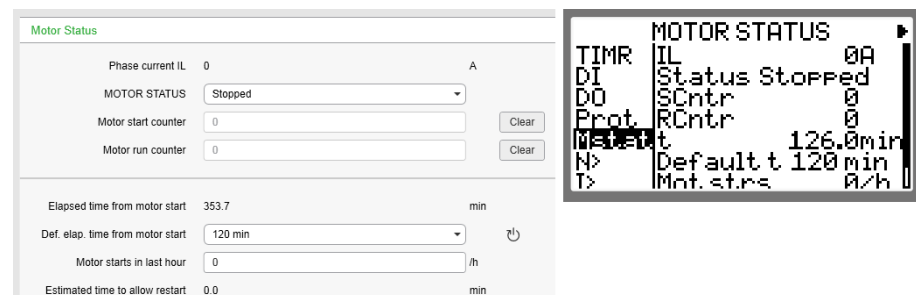 Motor Status
Phase current IL 0 A
MOTOR STATUS Stopped
Motor start counter 0 Clear
Motor run counter 0 Clear
Elapsed time from motor start 353.7 min
Def. elap. time from motor start 120 min
Motor starts in last hour 0 /h
Estimated time to allow restart 0.0 min
MOTOR STATUS
TIMR IL 0A
DI Status Stopped
DO SCntr 0
Prot RCntr 0
Mstat t 126.0min
N> Default t 120 min
T> Mot.strs 0/h